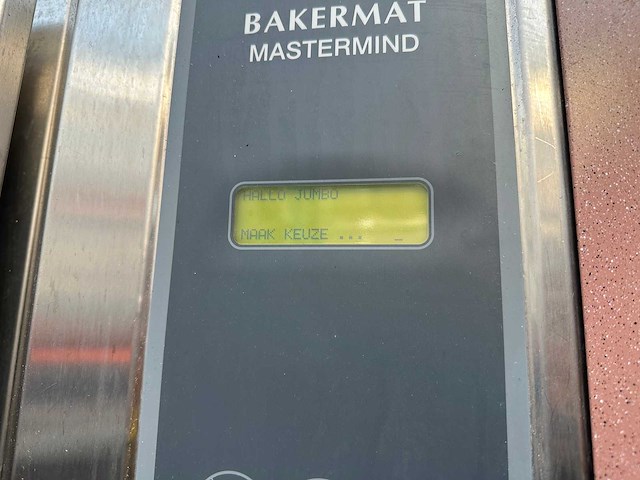 BAKERMAT
MASTERMIND
HALLO JUMBO
MAAK KEUZE ... _